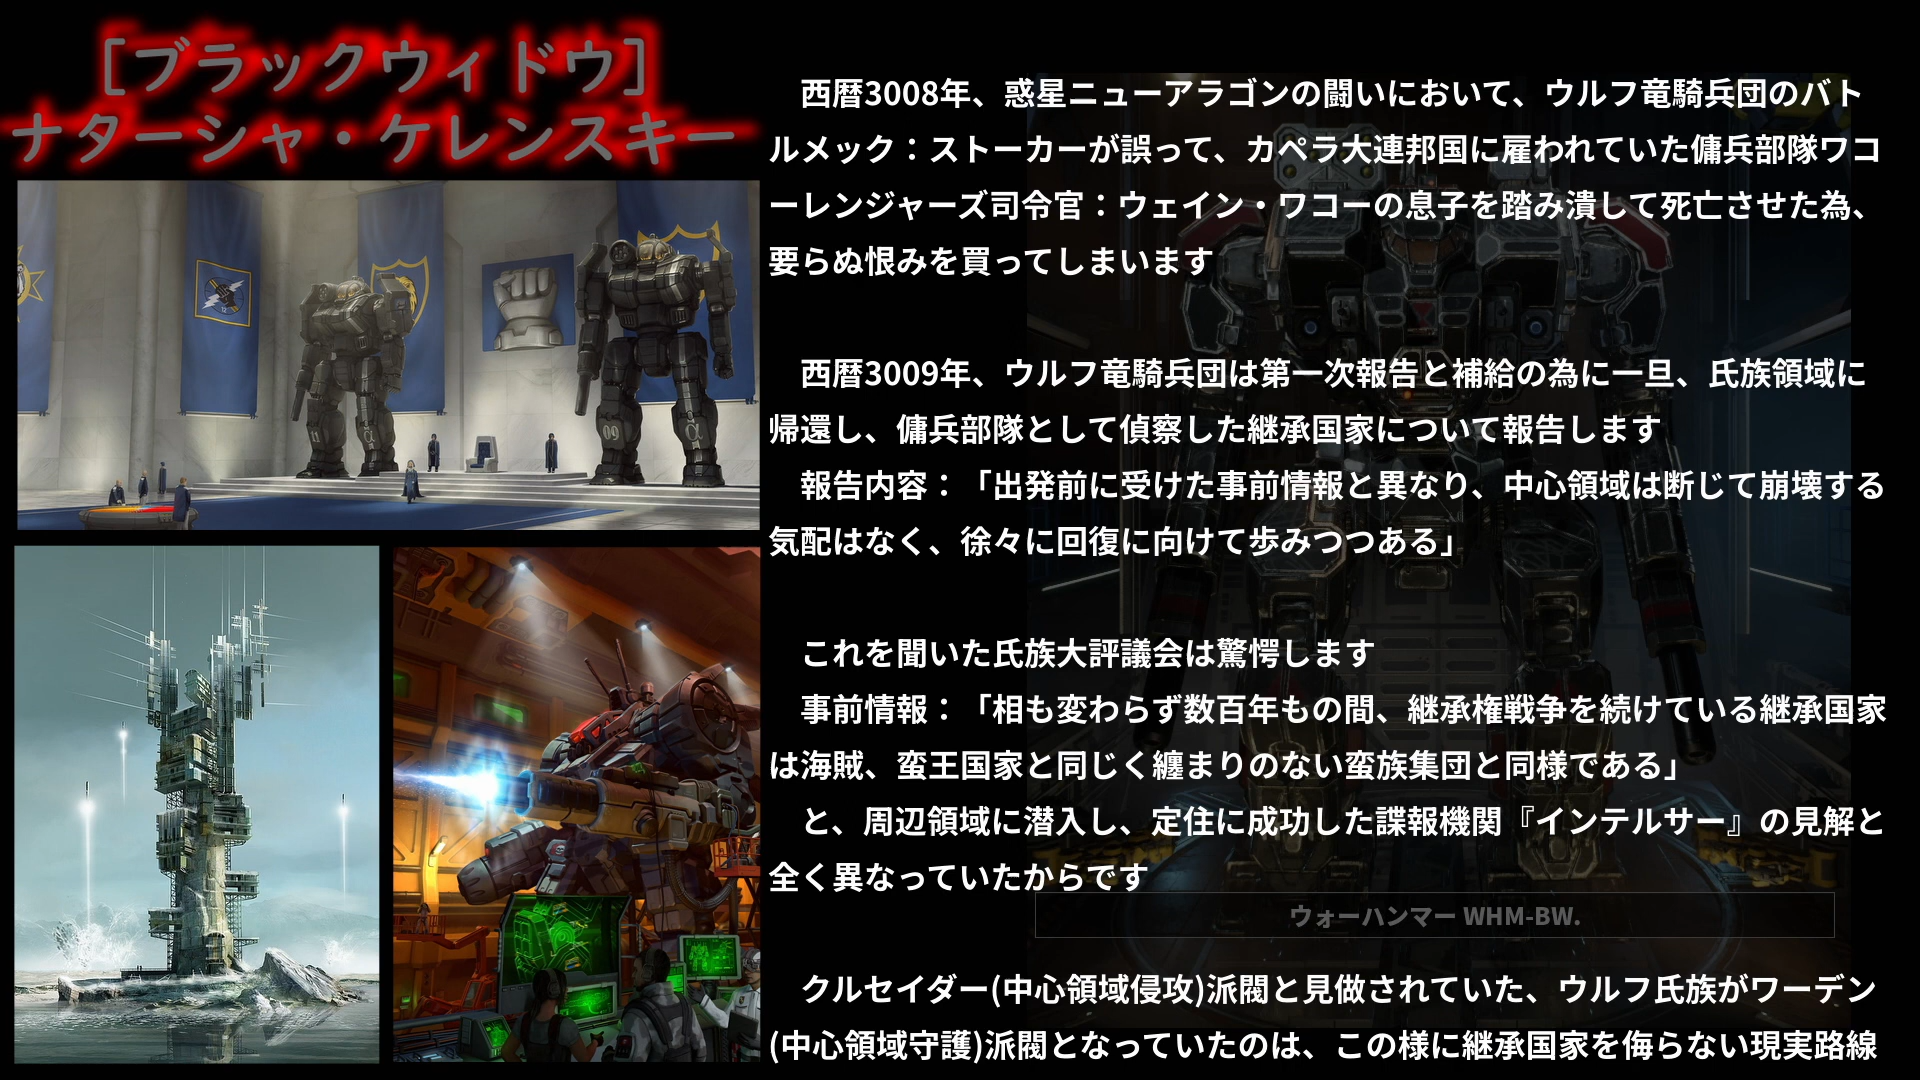 [ブラックウィドウ]
ナターシャ・ケレンスキー
西暦3008年、惑星ニューアラゴンの闘いにおいて、ウルフ竜騎兵団のバト
ルメック：ストーカーが誤って、カペラ大連邦国に雇われていた傭兵部隊ワコ
ーレンジャーズ司令官：ウェイン・ワコーの息子を踏み潰して死亡させた為、
要らぬ恨みを買ってしまいます
西暦3009年、ウルフ竜騎兵団は第一次報告と補給の為に一旦、氏族領域に
帰還し、傭兵部隊として偵察した継承国家について報告します
報告内容：「出発前に受けた事前情報と異なり、中心領域は断じて崩壊する
気配はなく、徐々に回復に向けて歩みつつある」
これを聞いた氏族大評議会は驚愕します
事前情報：「相も変わらず数百年もの間、継承権戦争を続けている継承国家
は海賊、蛮王国家と同じく纏まりのない蛮族集団と同様である」
と、周辺領域に潜入し、定住に成功した諜報機関『インテルサー』の見解と
全く異なっていたからです
ウォーハンマー WHM-BW.
クルセイダー(中心領域侵攻)派閥と見做されていた、ウルフ氏族がワーデン
(中心領域守護)派閥となっていたのは、この様に継承国家を侮らない現実路線
09